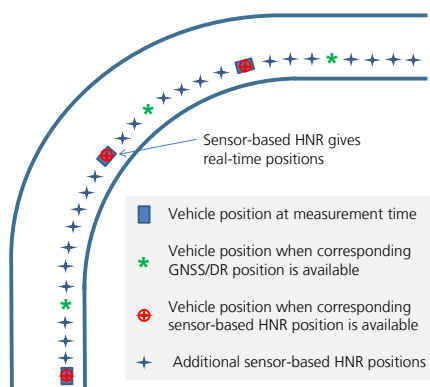 Sensor-based HNR gives
real-time positions
Vehicle position at measurement time
Vehicle position when corresponding
GNSS/DR position is available
Vehicle position when corresponding
sensor-based HNR position is available
Additional sensor-based HNR positions